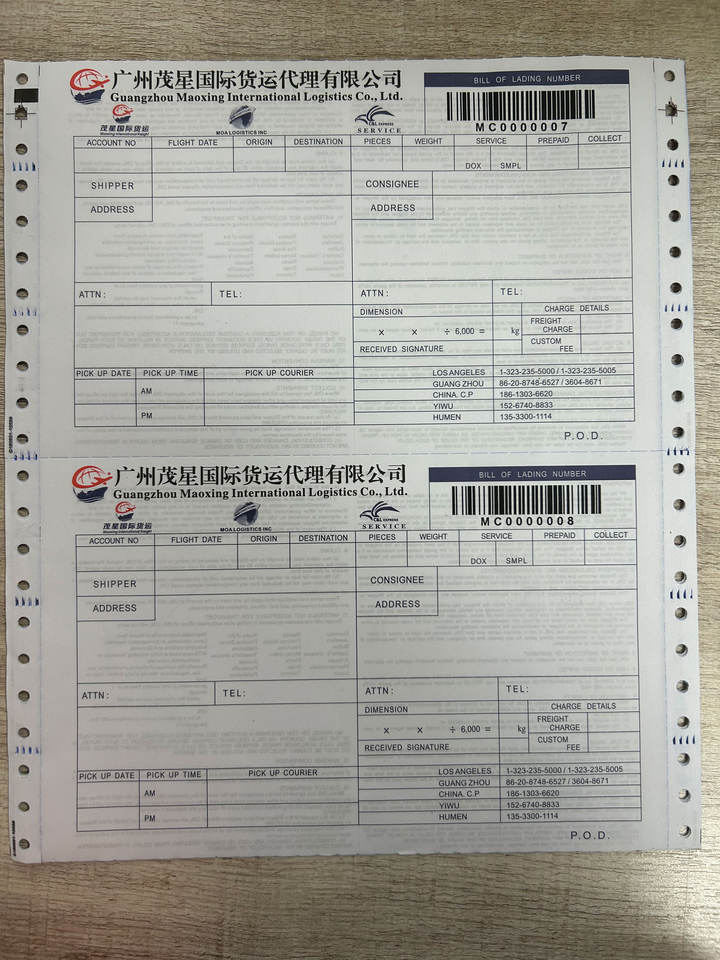 广州茂星国际货运代理有限公司
Guangzhou Maoxing International Logistics Co., Ltd.
BILL OF LADING NUMBER
MC0000007
茂星国际货运
Maoxing International freight
MOA LOGISTICS INC
C&L EXPRESS
SERVICE
ACCOUNT NO FLIGHT DATE ORIGIN DESTINATION PIECES WEIGHT SERVICE PREPAID COLLECT
DOX SMPL
SHIPPER CONSIGNEE
ADDRESS ADDRESS
ATTN: TEL: ATTN: TEL:
DIMENSION CHARGE DETAILS
x x ÷ 6,000 = kg FREIGHT CHARGE
RECEIVED SIGNATURE CUSTOM FEE
PICK UP DATE PICK UP TIME PICK UP COURIER LOS ANGELES 1-323-235-5000 / 1-323-235-5005
GUANG ZHOU 86-20-8748-6527 / 3604-8671
AM CHINA. C.P 186-1303-6620
YIWU 152-6740-8833
PM HUMEN 135-3300-1114
P.O.D.
广州茂星国际货运代理有限公司
Guangzhou Maoxing International Logistics Co., Ltd.
BILL OF LADING NUMBER
MC0000008
茂星国际货运
Maoxing International freight
MOA LOGISTICS INC
C&L EXPRESS
SERVICE
ACCOUNT NO FLIGHT DATE ORIGIN DESTINATION PIECES WEIGHT SERVICE PREPAID COLLECT
DOX SMPL
SHIPPER CONSIGNEE
ADDRESS ADDRESS
ATTN: TEL: ATTN: TEL:
DIMENSION CHARGE DETAILS
x x ÷ 6,000 = kg FREIGHT CHARGE
RECEIVED SIGNATURE CUSTOM FEE
PICK UP DATE PICK UP TIME PICK UP COURIER LOS ANGELES 1-323-235-5000 / 1-323-235-5005
GUANG ZHOU 86-20-8748-6527 / 3604-8671
AM CHINA. C.P 186-1303-6620
YIWU 152-6740-8833
PM HUMEN 135-3300-1114
P.O.D.